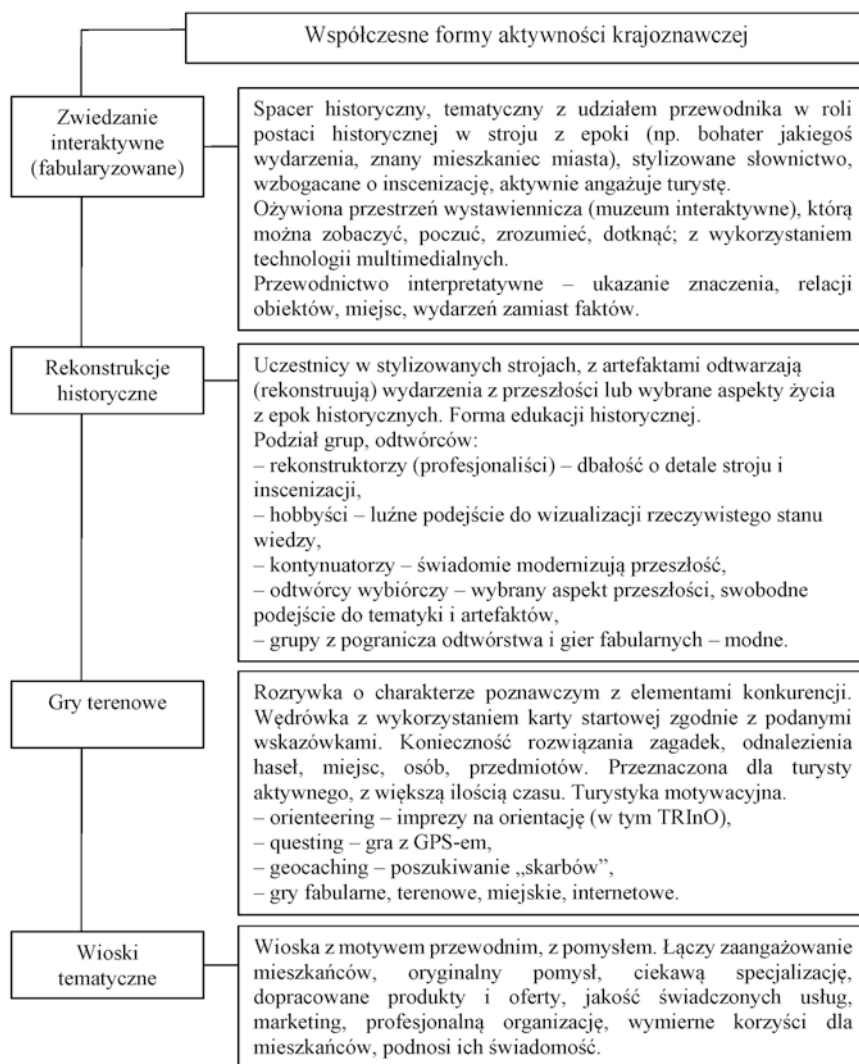 Współczesne formy aktywności krajoznawczej
Zwiedzanie
interaktywne
(fabularyzowane)
Spacer historyczny, tematyczny z udziałem przewodnika w roli
postaci historycznej w stroju z epoki (np. bohater jakiegoś
wydarzenia, znany mieszkaniec miasta), stylizowane słownictwo,
wzbogacane o inscenizację, aktywnie angażuje turystę.
Ożywiona przestrzeń wystawiennicza (muzeum interaktywne), którą
można zobaczyć, poczuć, zrozumieć, dotknąć; z wykorzystaniem
technologii multimedialnych.
Przewodnictwo interpretatywne – ukazanie znaczenia, relacji
obiektów, miejsc, wydarzeń zamiast faktów.
Rekonstrukcje
historyczne
Uczestnicy w stylizowanych strojach, z artefaktami odtwarzają
(rekonstruują) wydarzenia z przeszłości lub wybrane aspekty życia
z epok historycznych. Forma edukacji historycznej.
Podział grup, odtwórców:
– rekonstruktorzy (profesjonaliści) – dbałość o detale stroju i
inscenizacji,
– hobbyści – luźne podejście do wizualizacji rzeczywistego stanu
wiedzy,
– kontynuatorzy – świadomie modernizują przeszłość,
– odtwórcy wybiórczy – wybrany aspekt przeszłości, swobodne
podejście do tematyki i artefaktów,
– grupy z pogranicza odtwórstwa i gier fabularnych – modne.
Gry terenowe
Rozrywka o charakterze poznawczym z elementami konkurencji.
Wędrówka z wykorzystaniem karty startowej zgodnie z podanymi
wskazówkami. Konieczność rozwiązania zagadek, odnalezienia
haseł, miejsc, osób, przedmiotów. Przeznaczona dla turysty
aktywnego, z większą ilością czasu. Turystyka motywacyjna.
– orienteering – imprezy na orientację (w tym TRInO),
– questing – gra z GPS-em,
– geocaching – poszukiwanie „skarbów”,
– gry fabularne, terenowe, miejskie, internetowe.
Wioski
tematyczne
Wioska z motywem przewodnim, z pomysłem. Łączy zaangażowanie
mieszkańców, oryginalny pomysł, ciekawą specjalizację,
dopracowane produkty i oferty, jakość świadczonych usług,
marketing, profesjonalną organizację, wymierne korzyści dla
mieszkańców, podnosi ich świadomość.